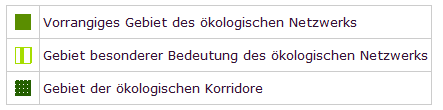 Vorrangiges Gebiet des ökologischen Netzwerks
Gebiet besonderer Bedeutung des ökologischen Netzwerks
Gebiet der ökologischen Korridore